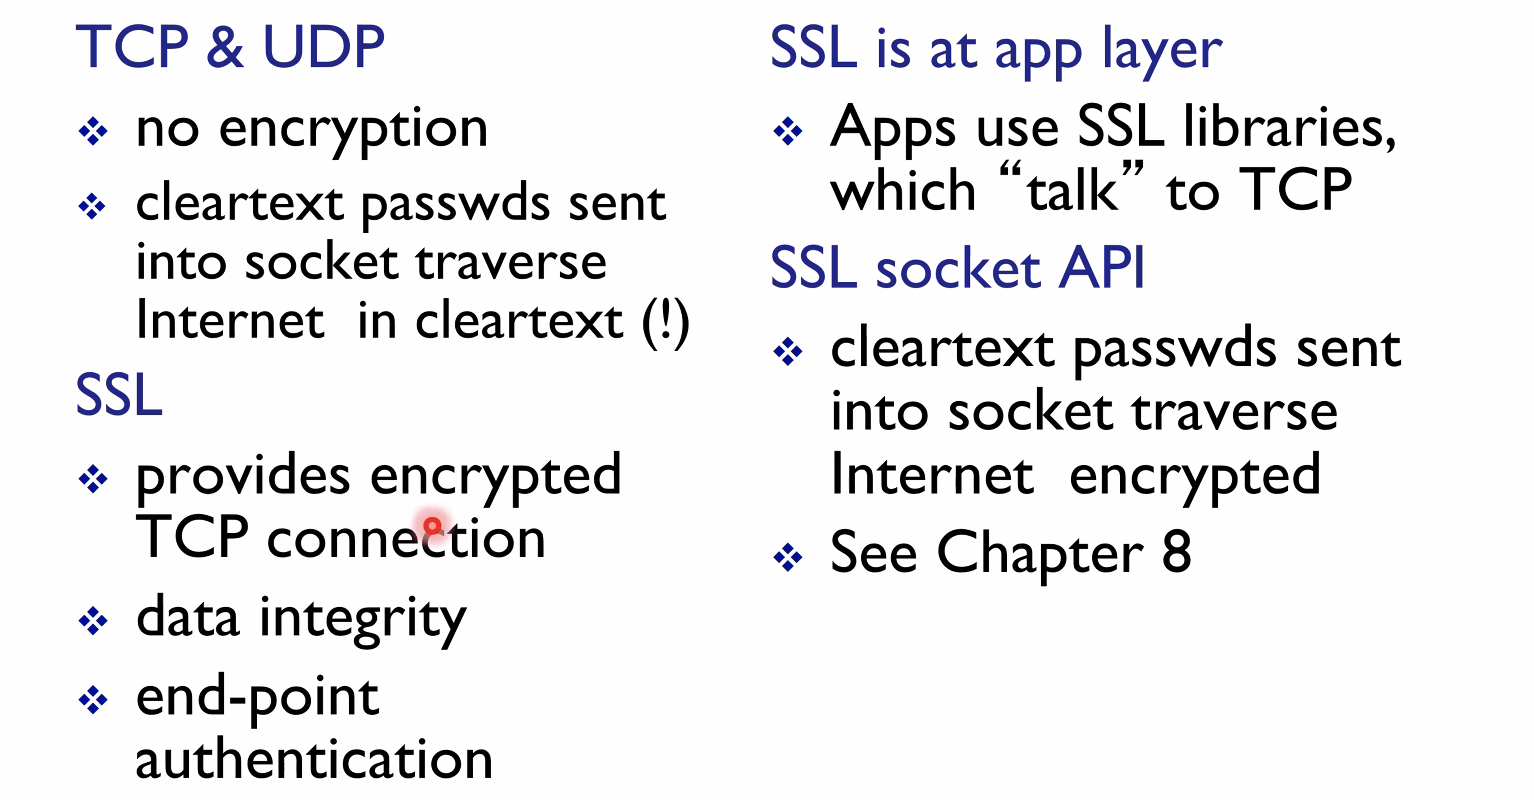 TCP & UDP
no encryption
cleartext passwds sent
into socket traverse
Internet  in cleartext (!)
SSL
provides encrypted
TCP connection
data integrity
end-point
authentication
SSL is at app layer
Apps use SSL libraries,
which “talk” to TCP
SSL socket API
cleartext passwds sent
into socket traverse
Internet  encrypted
See Chapter 8